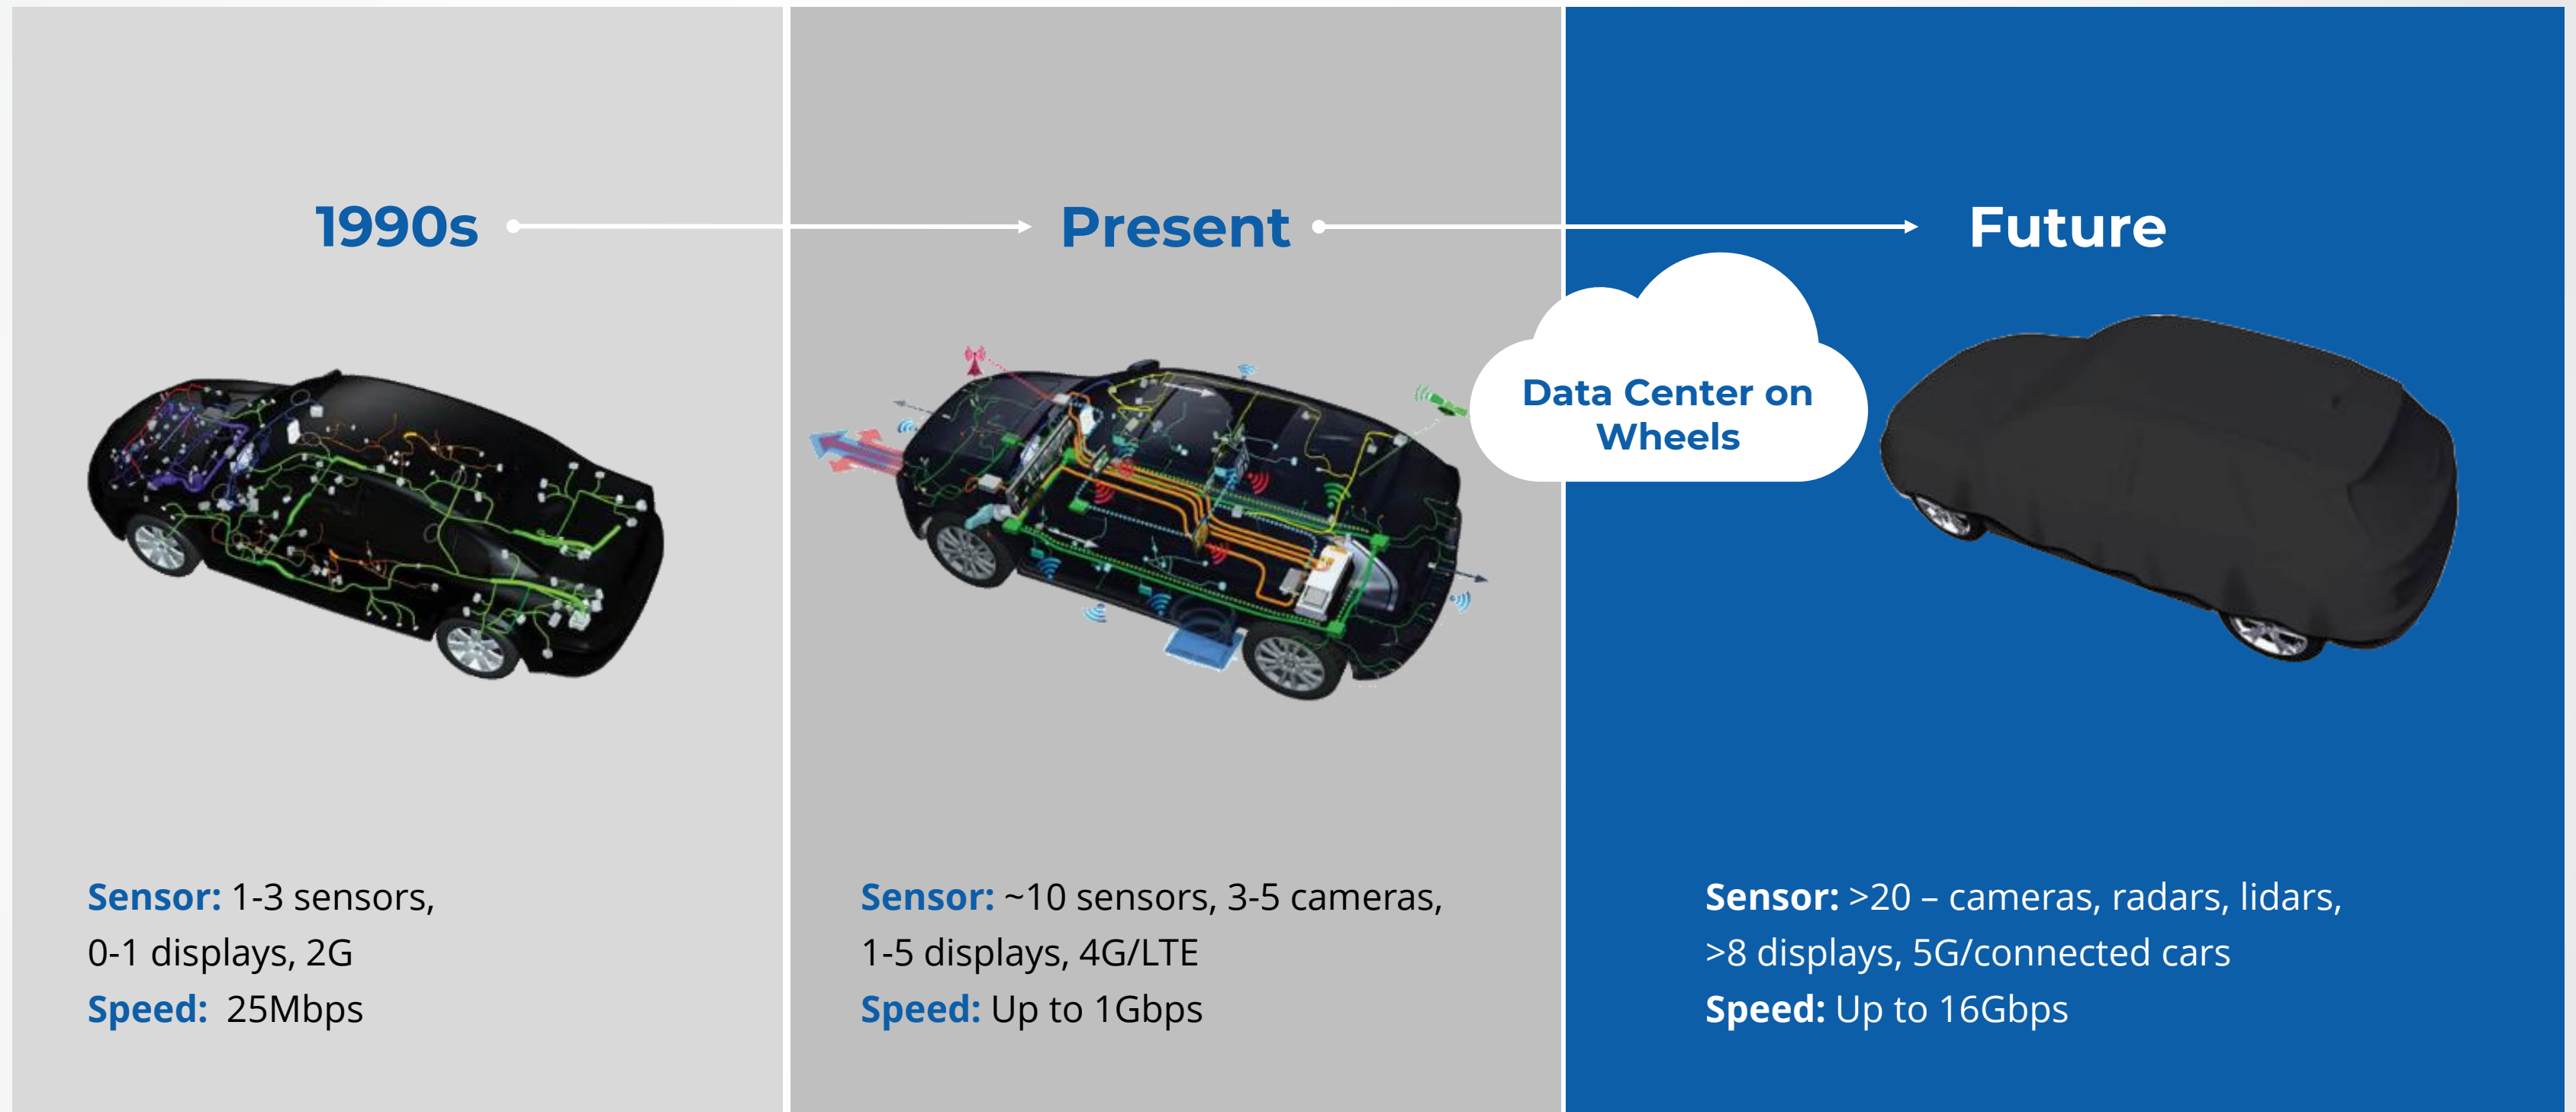 1990s
Present
Future
Data Center on
Wheels
Sensor: 1-3 sensors,
0-1 displays, 2G
Speed: 25Mbps
Sensor: ~10 sensors, 3-5 cameras,
1-5 displays, 4G/LTE
Speed: Up to 1Gbps
Sensor: >20 – cameras, radars, lidars,
>8 displays, 5G/connected cars
Speed: Up to 16Gbps